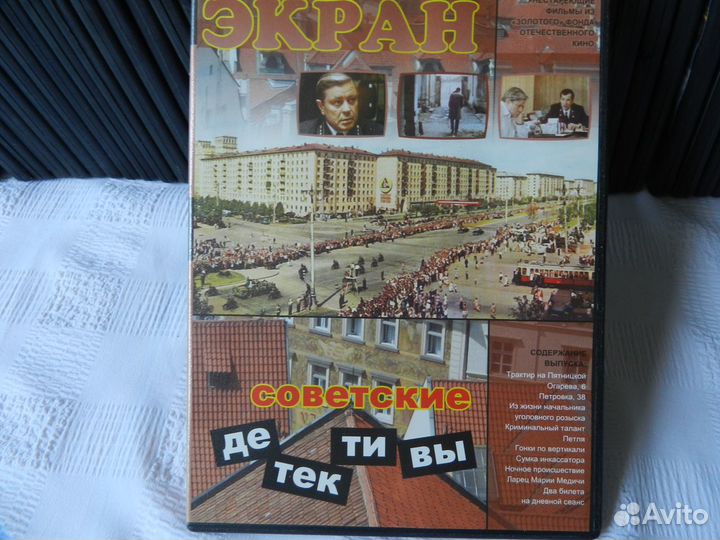 ЭКРАН
НЕСТАРЕЮЩИЕ
ФИЛЬМЫ ИЗ
«ЗОЛОТОГО» ФОНДА
ОТЕЧЕСТВЕННОГО
КИНО
советские
де
тек
ти
вы
СОДЕРЖАНИЕ
ВЫПУСКА:
Трактир на Пятницкой
Огарева, 6
Петровка, 38
Из жизни начальника
уголовного розыска
Криминальный талант
Петля
Гонки по вертикали
Сумка инкассатора
Ночное происшествие
Ларец Марии Медичи
Два билета
на дневной сеанс
Avito